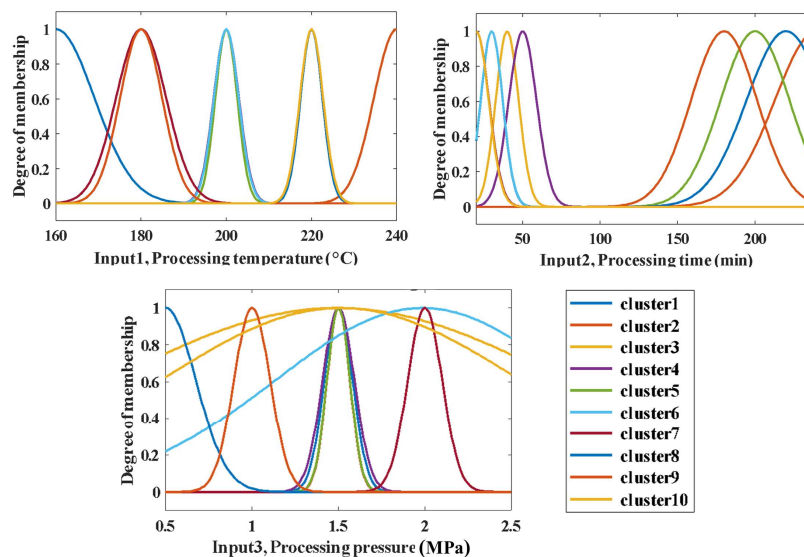 1
0.8
0.6
0.4
0.2
0
Degree of membership
160 180 200 220 240
Input1, Processing temperature (°C)
1
0.8
0.6
0.4
0.2
0
Degree of membership
50 100 150 200
Input2, Processing time (min)
1
0.8
0.6
0.4
0.2
0
Degree of membership
0.5 1 1.5 2 2.5
Input3, Processing pressure (MPa)
cluster1
cluster2
cluster3
cluster4
cluster5
cluster6
cluster7
cluster8
cluster9
cluster10